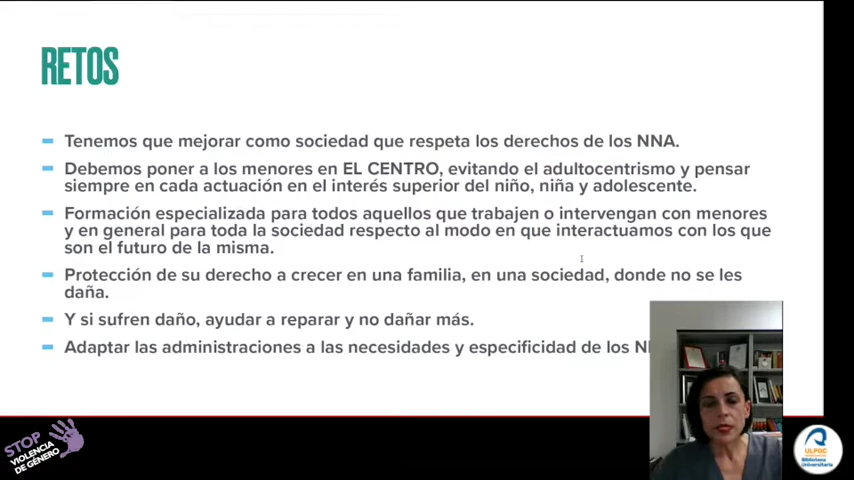 RETOS
Tenemos que mejorar como sociedad que respeta los derechos de los NNA.
Debemos poner a los menores en EL CENTRO, evitando el adultocentrismo y pensar
siempre en cada actuación en el interés superior del niño, niña y adolescente.
Formación especializada para todos aquellos que trabajen o intervengan con menores
y en general para toda la sociedad respecto al modo en que interactuamos con los que
son el futuro de la misma.
Protección de su derecho a crecer en una familia, en una sociedad, donde no se les
daña.
Y si sufren daño, ayudar a reparar y no dañar más.
Adaptar las administraciones a las necesidades y especificidad de los
STOP
VIOLENCIA
DE GÉNERO
ULPGC
Biblioteca
Universitaria